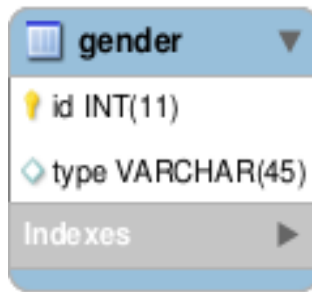 gender
id INT(11)
type VARCHAR(45)
Indexes